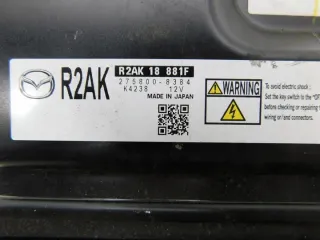 R2AK
R2AK 18 881F
275800-8384
K4238 12V
MADE IN JAPAN
WARNING
To avoid electric shock,
Set the key switch to the "OF
before checking or repairing
wiring and/connectors.